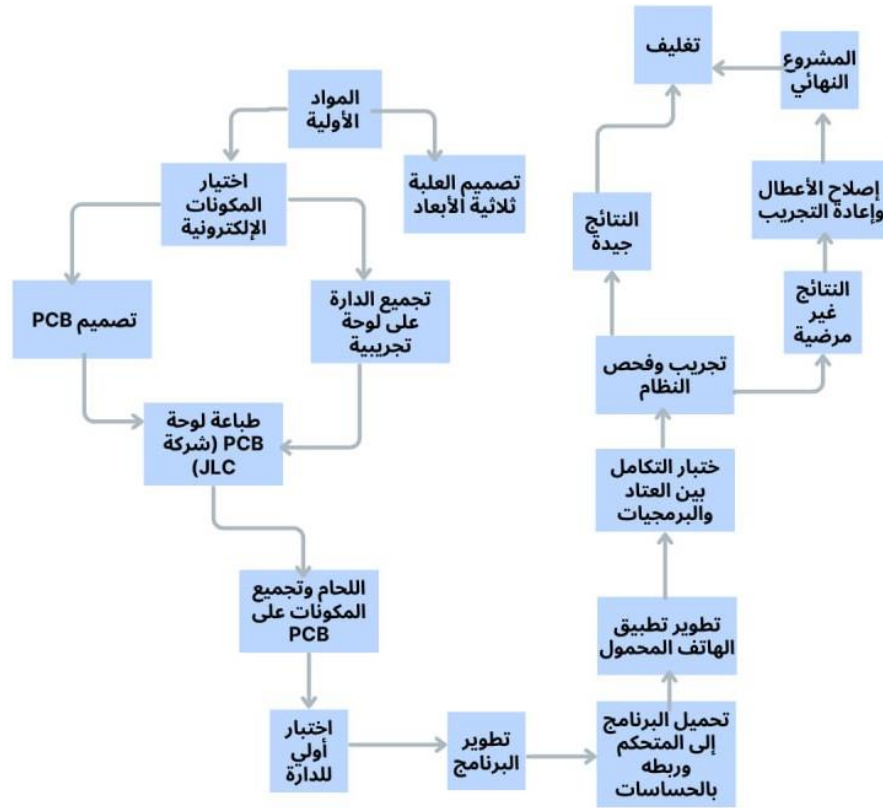 المواد
الأولية
تصميم العلبة
ثلاثية الأبعاد
اختيار
المكونات
الإلكترونية
تجميع الدارة
على لوحة
تجريبية
تصميم PCB
طباعة لوحة
PCB (شركة
JLC)
اللحام وتجميع
المكونات على
PCB
اختبار
أولي
للدارة
تطوير
البرنامج
تحميل البرنامج
إلى المتحكم
وربطه
بالحساسات
تطوير تطبيق
الهاتف المحمول
ختبار التكامل
بين العتاد
والبرمجيات
تجريب وفحص
النظام
النتائج
جيدة
النتائج
غير
مرضية
إصلاح الأعطال
وإعادة التجريب
المشروع
النهائي
تغليف